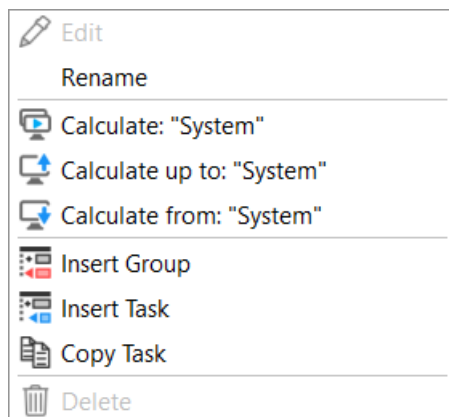 Edit
Rename
Calculate: "System"
Calculate up to: "System"
Calculate from: "System"
Insert Group
Insert Task
Copy Task
Delete